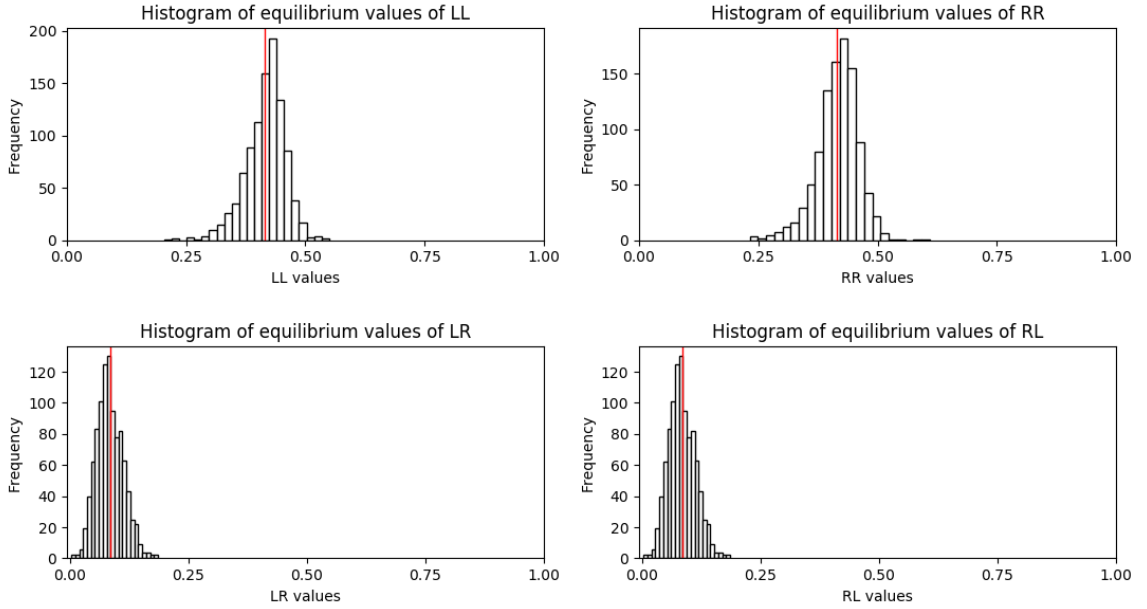 Histogram of equilibrium values of LL
200
150
100
50
0
Frequency
0.00 0.25 0.50 0.75 1.00
LL values
Histogram of equilibrium values of RR
150
100
50
0
Frequency
0.00 0.25 0.50 0.75 1.00
RR values
Histogram of equilibrium values of LR
120
100
80
60
40
20
0
Frequency
0.00 0.25 0.50 0.75 1.00
LR values
Histogram of equilibrium values of RL
120
100
80
60
40
20
0
Frequency
0.00 0.25 0.50 0.75 1.00
RL values